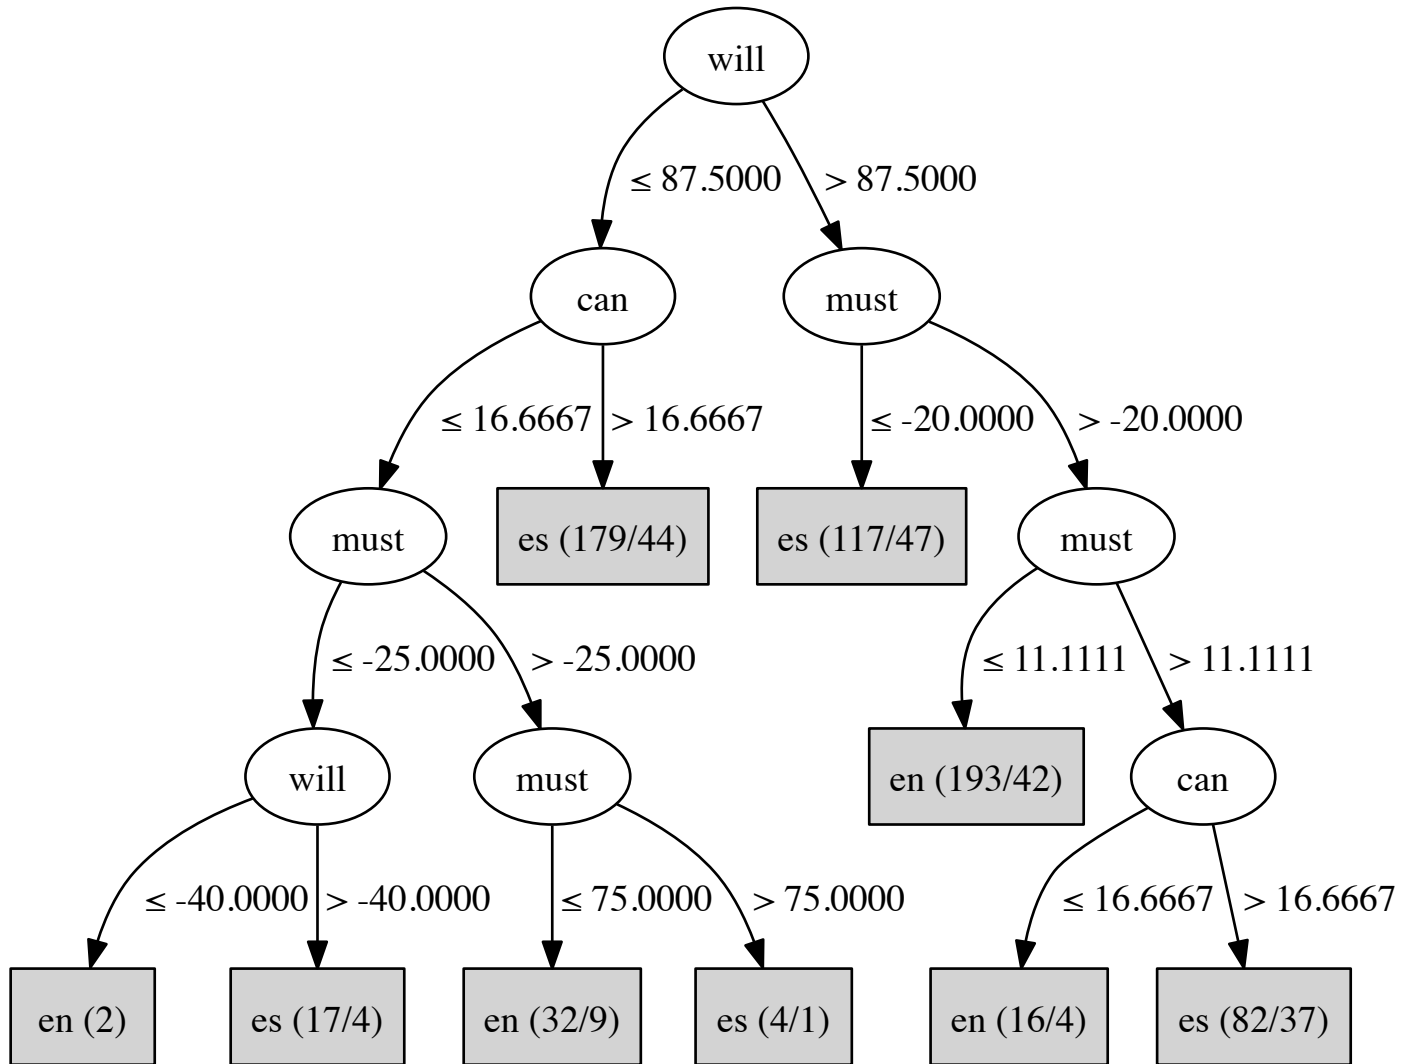 will
≤ 87.5000 > 87.5000
can must
≤ 16.6667 > 16.6667 ≤ -20.0000 > -20.0000
must es (179/44) es (117/47) must
≤ -25.0000 > -25.0000 ≤ 11.1111 > 11.1111
will must en (193/42) can
≤ -40.0000 > -40.0000 ≤ 75.0000 > 75.0000 ≤ 16.6667 > 16.6667
en (2) es (17/4) en (32/9) es (4/1) en (16/4) es (82/37)